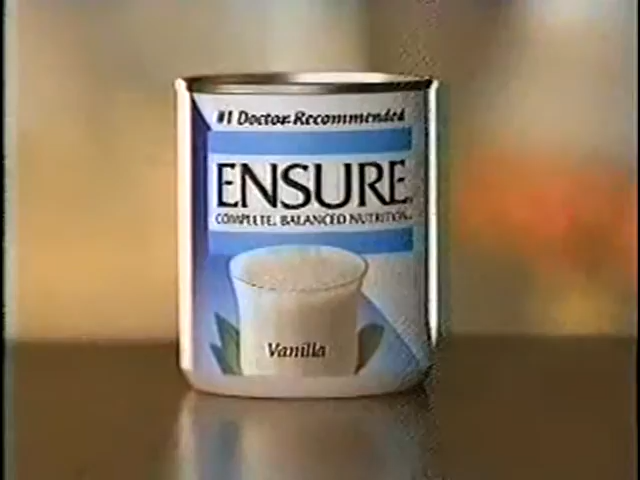 #1 Doctor Recommended
ENSURE
COMPLETE, BALANCED NUTRITION
Vanilla